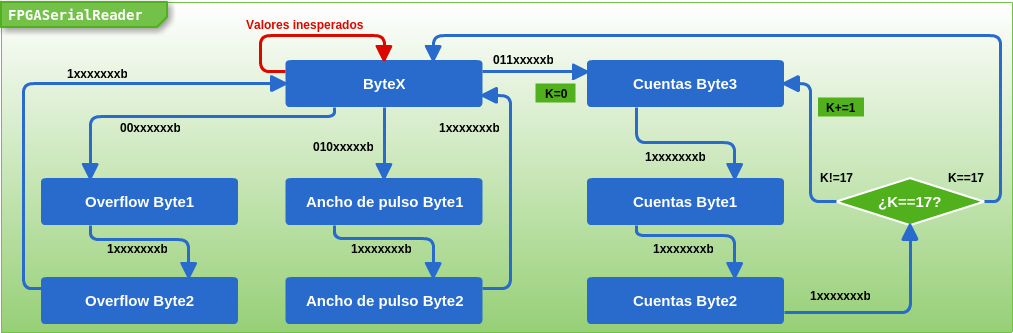 FPGASerialReader
Valores inesperados
1xxxxxxxb
011xxxxxb
ByteX
Cuentas Byte3
K=0
K+=1
00xxxxxxb
1xxxxxxxb
010xxxxxb
1xxxxxxxb
K!=17
K==17
Overflow Byte1
Ancho de pulso Byte1
Cuentas Byte1
¿K==17?
1xxxxxxxb
1xxxxxxxb
1xxxxxxxb
Overflow Byte2
Ancho de pulso Byte2
Cuentas Byte2
1xxxxxxxb